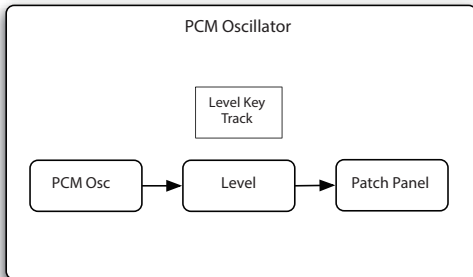 PCM Oscillator
Level Key
Track
PCM Osc
Level
Patch Panel